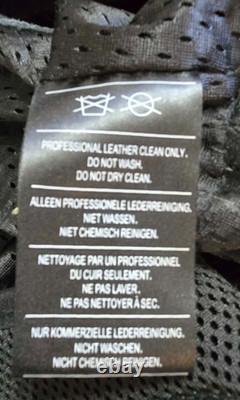 PROFESSIONAL LEATHER CLEAN ONLY.
DO NOT WASH.
DO NOT DRY CLEAN.
ALLEEN PROFESSIONELE LEDERREINIGING.
NIET WASSEN.
NIET CHEMISCH REINIGEN.
NETTOYAGE PAR UN PROFESSIONNEL
DU CUIR SEULEMENT.
NE PAS LAVER.
NE PAS NETTOYER À SEC.
NUR KOMMERZIELLE LEDERREINIGUNG.
NICHT WASCHEN.
NICHT CHEMISCH REINIGEN.
ebay